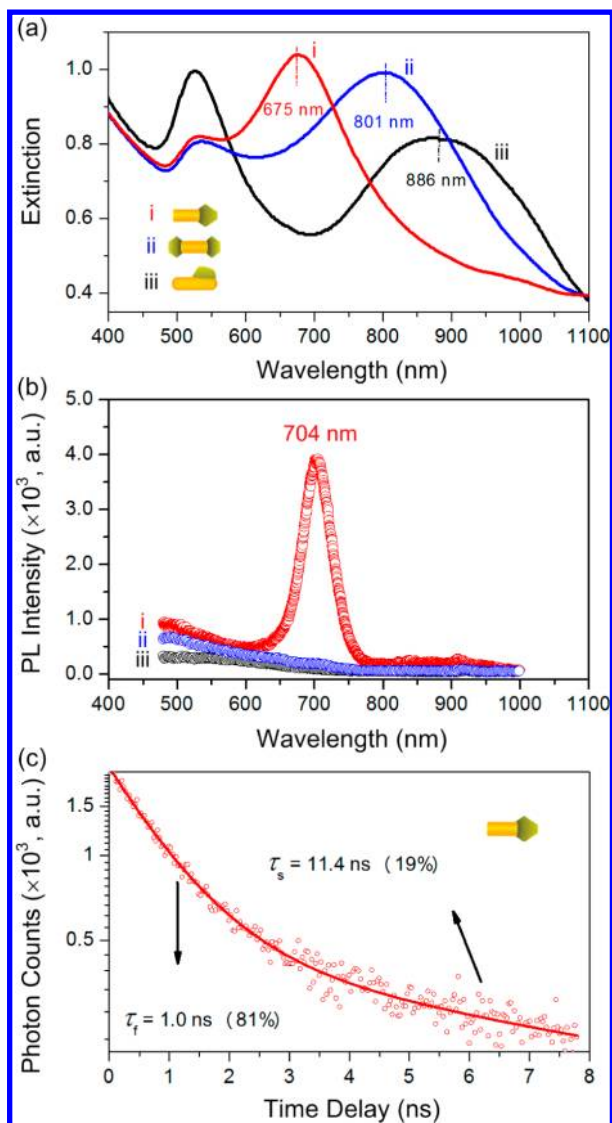 (a)
Extinction
1.0
0.8
0.6
0.4
i
ii
iii
675 nm
801 nm
886 nm
i
ii
iii
400 500 600 700 800 900 1000 1100
Wavelength (nm)
(b)
PL Intensity (×10³, a.u.)
5.0
4.0
3.0
2.0
1.0
0.0
704 nm
i
ii
iii
400 500 600 700 800 900 1000 1100
Wavelength (nm)
(c)
Photon Counts (×10³, a.u.)
1.5
1
0.5
τs = 11.4 ns (19%)
τf = 1.0 ns (81%)
0 1 2 3 4 5 6 7 8
Time Delay (ns)